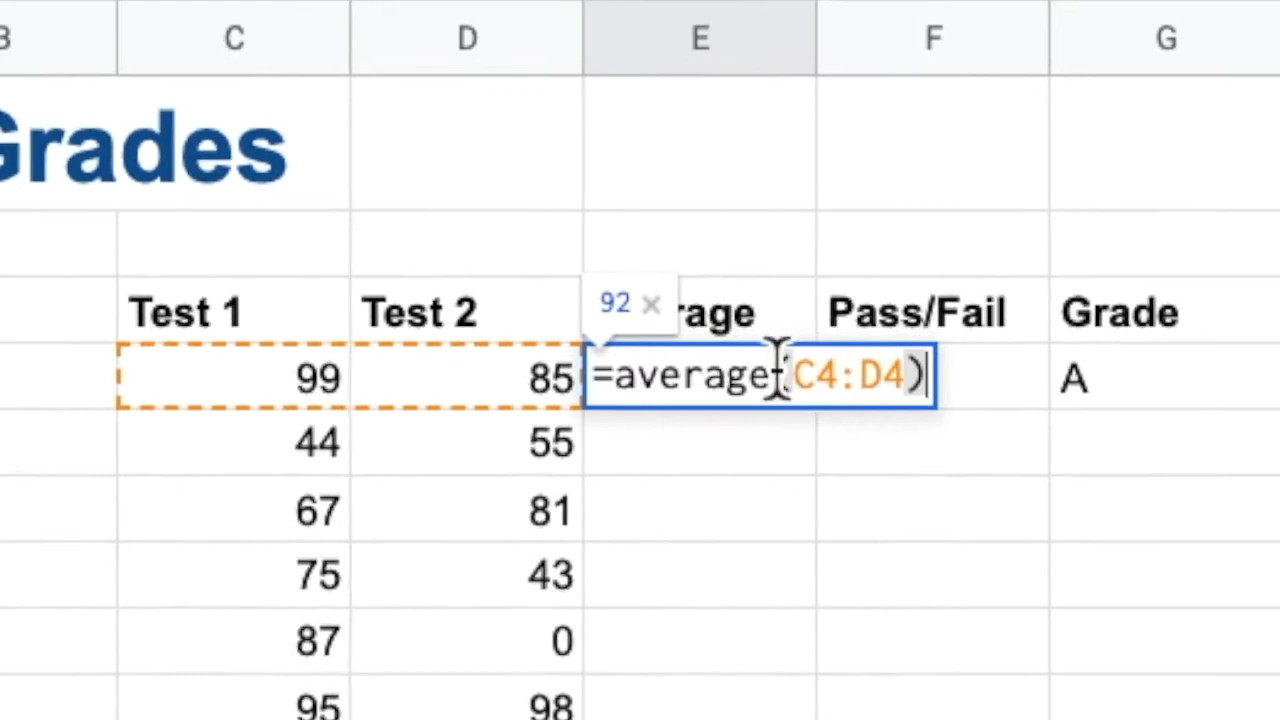 B C D E F G
Grades
Test 1 Test 2 rage Pass/Fail Grade
92 ×
99 85 =average(C4:D4) A
44 55
67 81
75 43
87 0
95 98